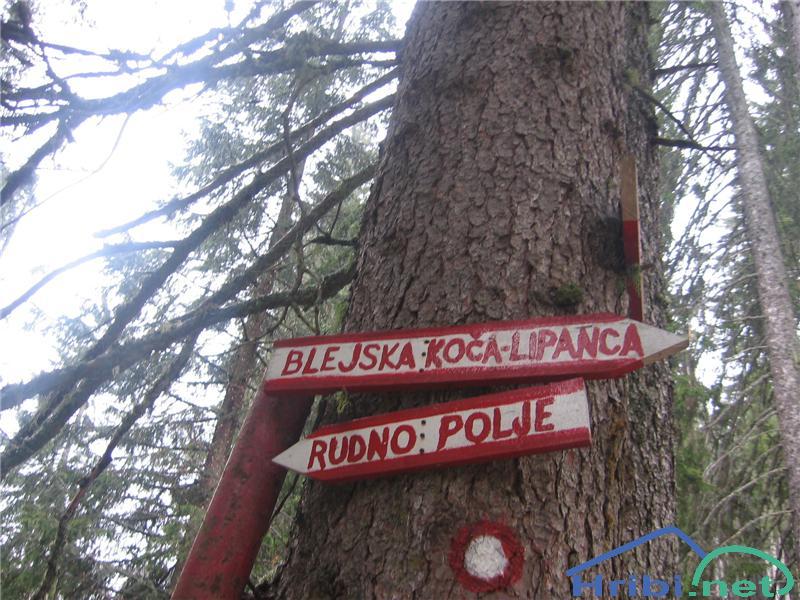 BLEJSKA KOČA-LIPANCA
RUDNO POLJE
Hribi.net